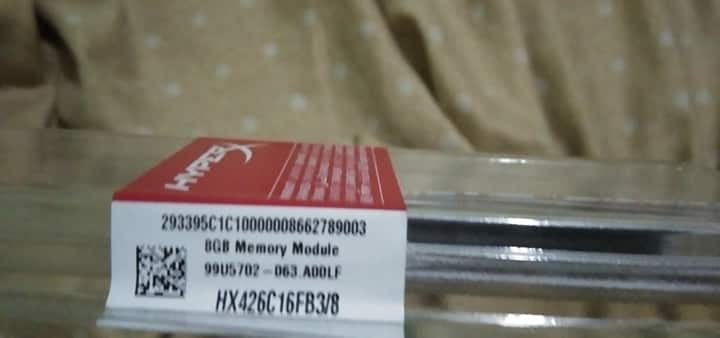 HYPERX
293395C1C10000008662789003
8GB Memory Module
99U5702-063.A00LF
HX426C16FB3/8